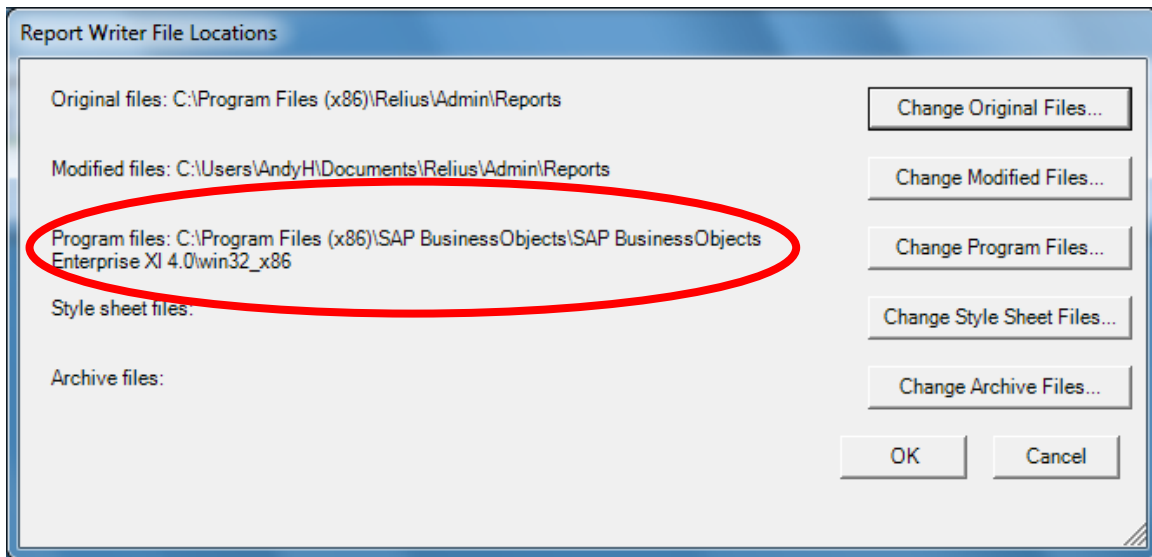 Report Writer File Locations
Original files: C:\Program Files (x86)\Relius\Admin\Reports
Change Original Files...
Modified files: C:\Users\AndyH\Documents\Relius\Admin\Reports
Change Modified Files...
Program files: C:\Program Files (x86)\SAP BusinessObjects\SAP BusinessObjects
Enterprise XI 4.0\win32_x86
Change Program Files...
Style sheet files:
Change Style Sheet Files...
Archive files:
Change Archive Files...
OK
Cancel